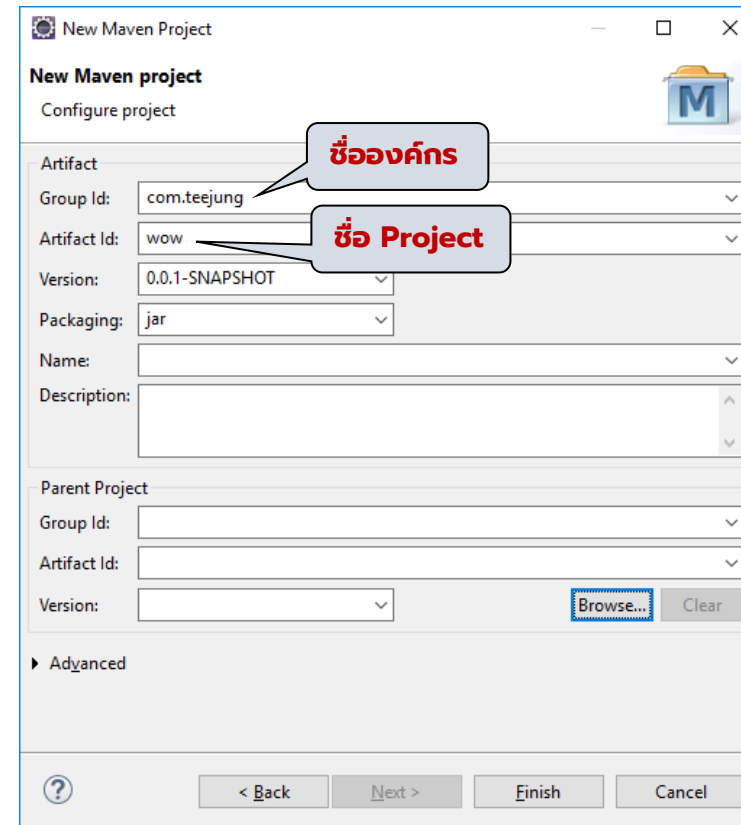 New Maven Project
New Maven project
Configure project
M
ชื่อองค์กร
Artifact
Group Id: com.teejung
ชื่อ Project
Artifact Id: wow
Version: 0.0.1-SNAPSHOT
Packaging: jar
Name:
Description:
Parent Project
Group Id:
Artifact Id:
Version: Browse... Clear
Advanced
? < Back Next > Finish Cancel